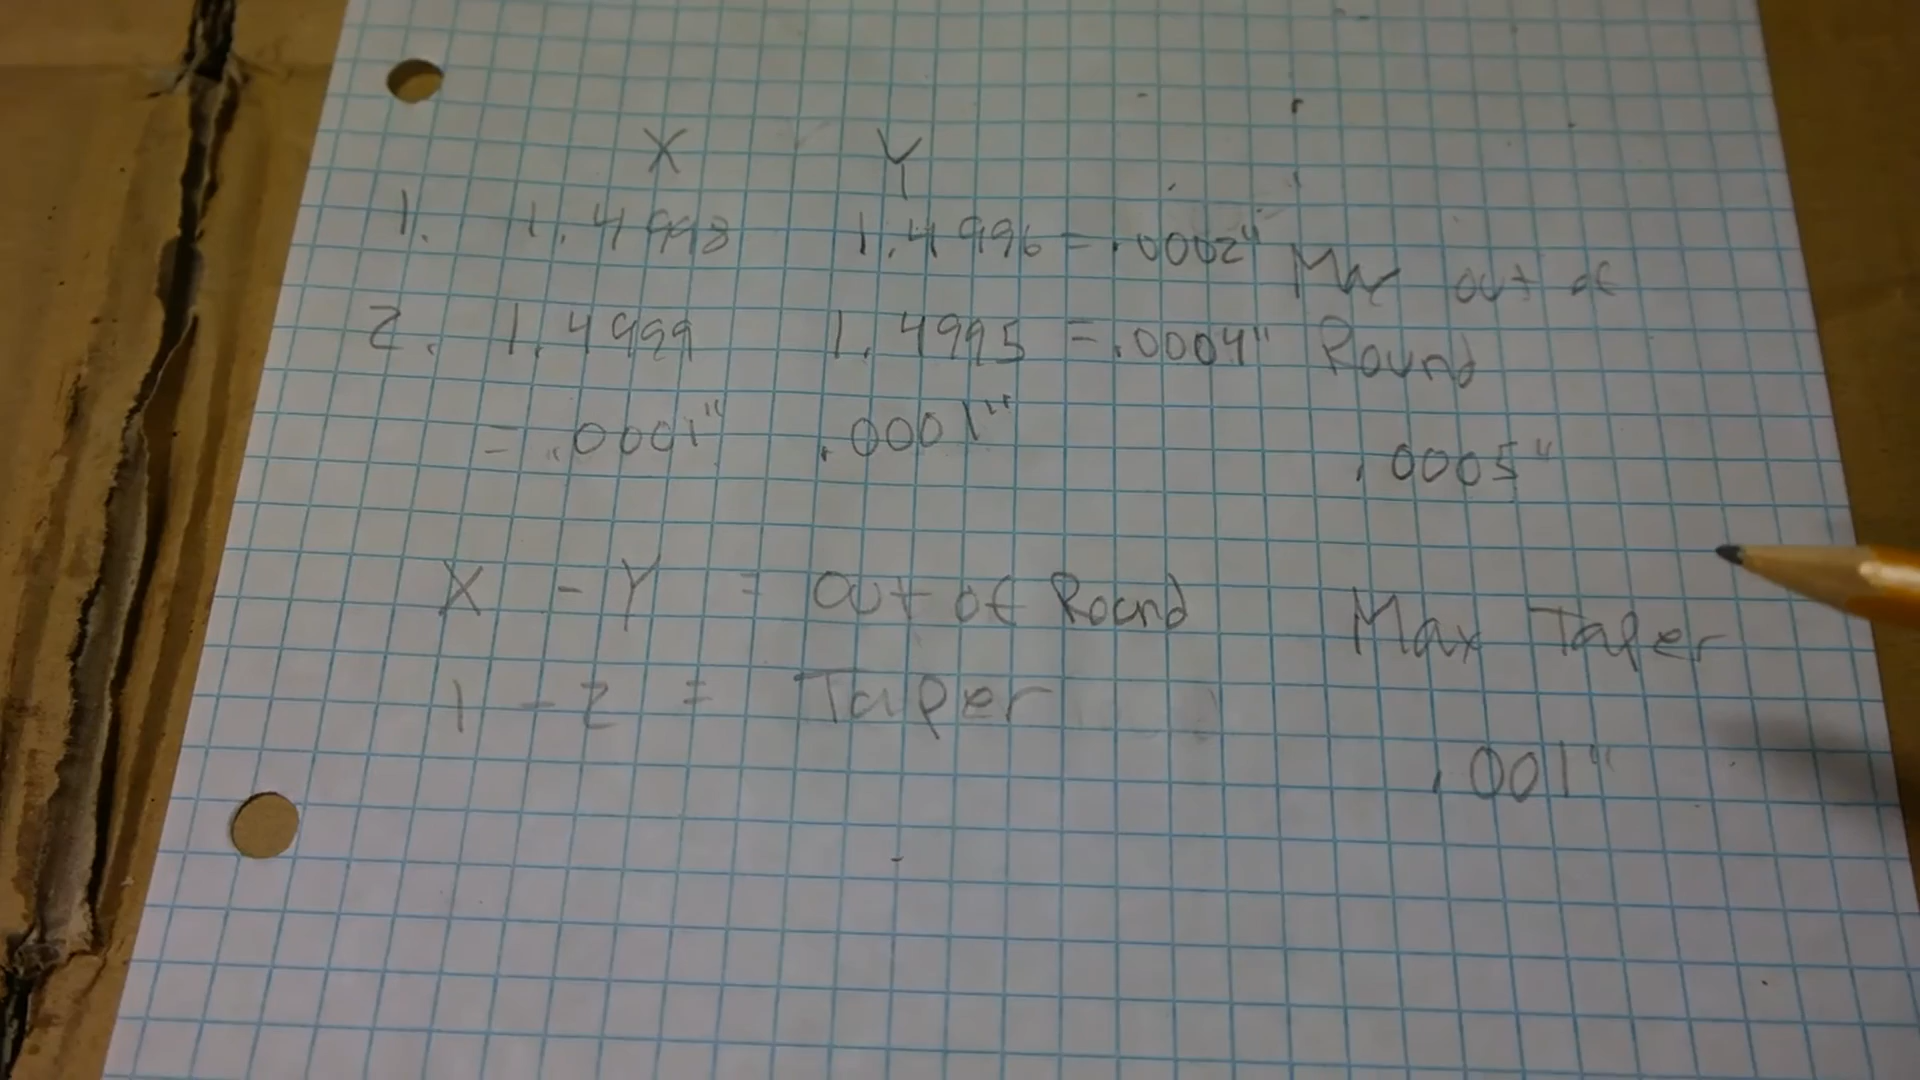 X Y
1. 1.4998 1.4996 = .0002" Max out of
2. 1.4999 1.4995 = .0004" Round
= .0001" .0001"
.0005"
X - Y = Out of Round
Max Taper
1 - 2 = Taper
.001"